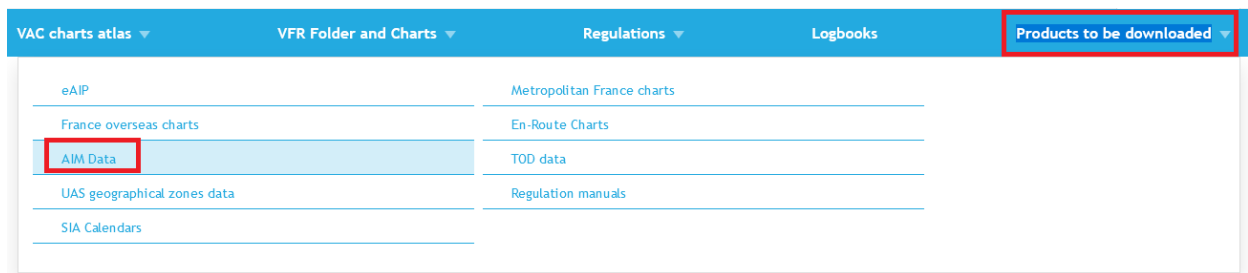 VAC charts atlas VFR Folder and Charts Regulations Logbooks Products to be downloaded
eAIP Metropolitan France charts
France overseas charts En-Route Charts
AIM Data TOD data
UAS geographical zones data Regulation manuals
SIA Calendars